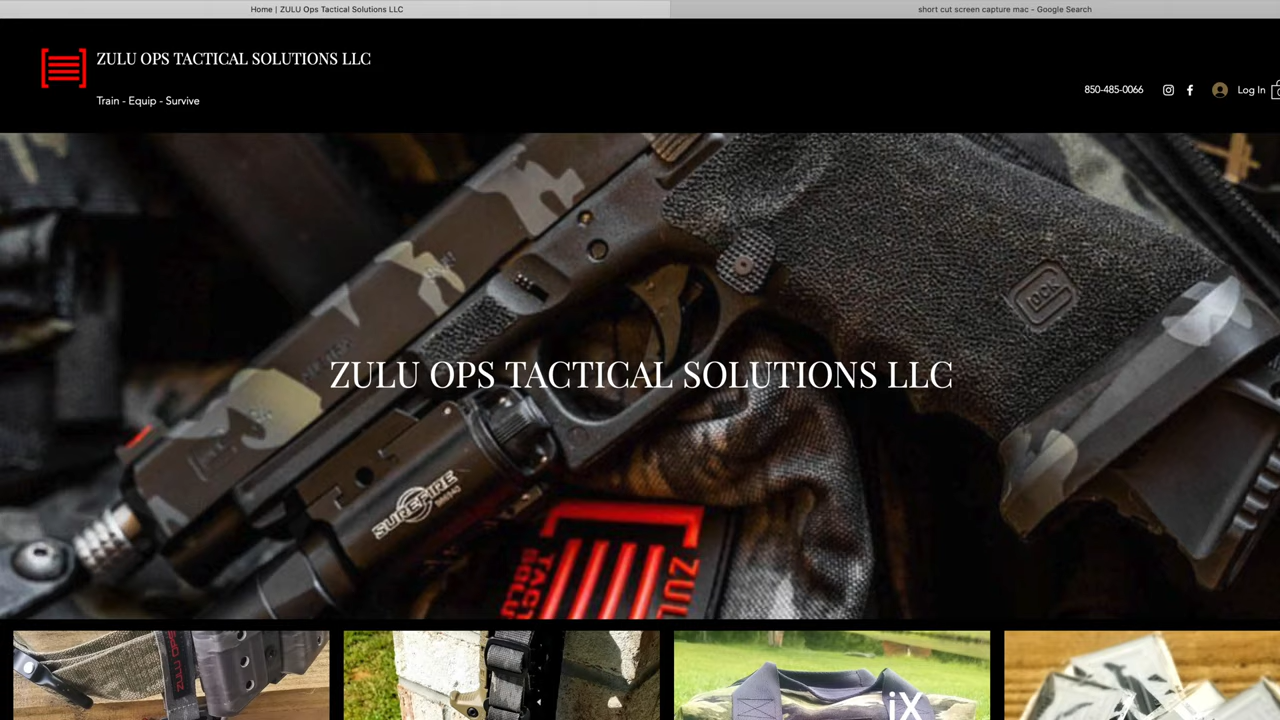 Home | ZULU Ops Tactical Solutions LLC
short cut screen capture mac - Google Search
ZULU OPS TACTICAL SOLUTIONS LLC
Train - Equip - Survive
850-485-0066
Log In
GLOCK
ZULU OPS TACTICAL SOLUTIONS LLC
SUREFIRE
ZULU
iX